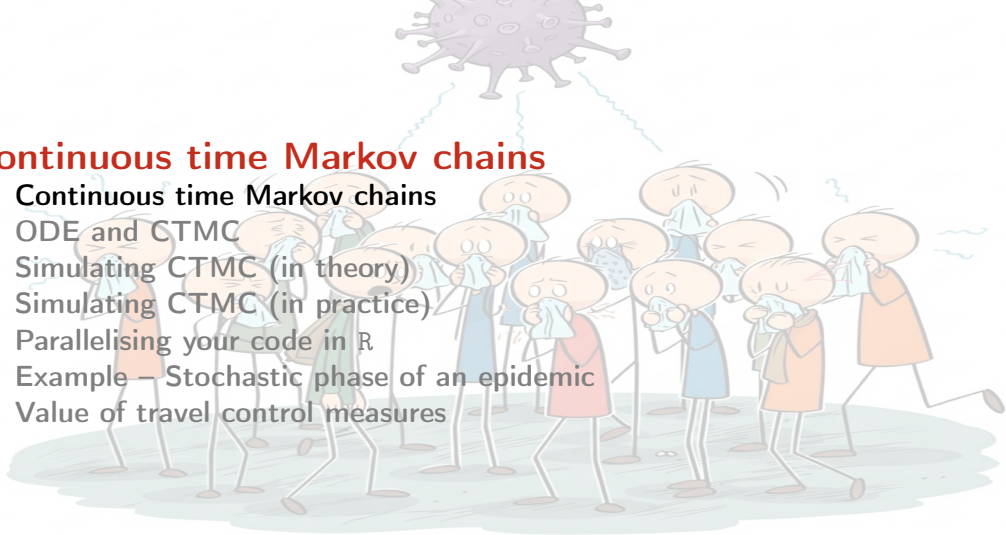 ontinuous time Markov chains
Continuous time Markov chains
ODE and CTMC
Simulating CTMC (in theory)
Simulating CTMC (in practice)
Parallelising your code in R
Example – Stochastic phase of an epidemic
Value of travel control measures